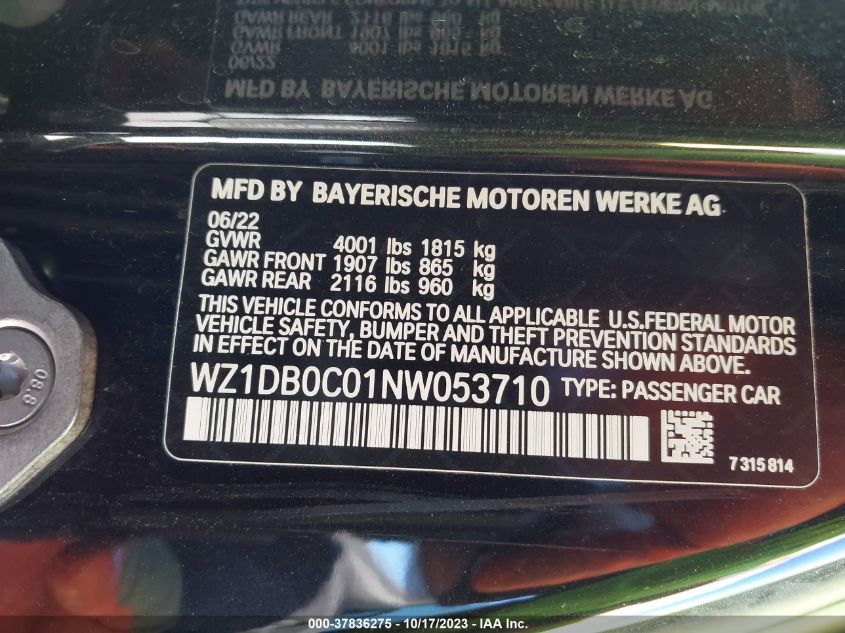 MFD BY BAYERISCHE MOTOREN WERKE AG
06/22
GVWR 4001 lbs 1815 kg
GAWR FRONT 1907 lbs 865 kg
GAWR REAR 2116 lbs 960 kg
THIS VEHICLE CONFORMS TO ALL APPLICABLE U.S.FEDERAL MOTOR
VEHICLE SAFETY, BUMPER AND THEFT PREVENTION STANDARDS
IN EFFECT ON THE DATE OF MANUFACTURE SHOWN ABOVE.
WZ1DB0C01NW053710 TYPE: PASSENGER CAR
7315814
08.8
000-37836275 - 10/17/2023 - IAA Inc.